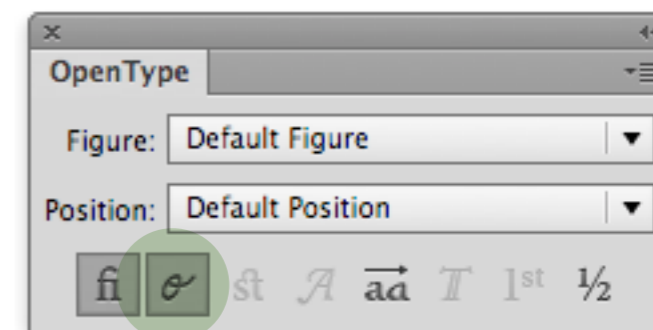 OpenType
Figure: Default Figure
Position: Default Position
fi o st A aa T 1st ½